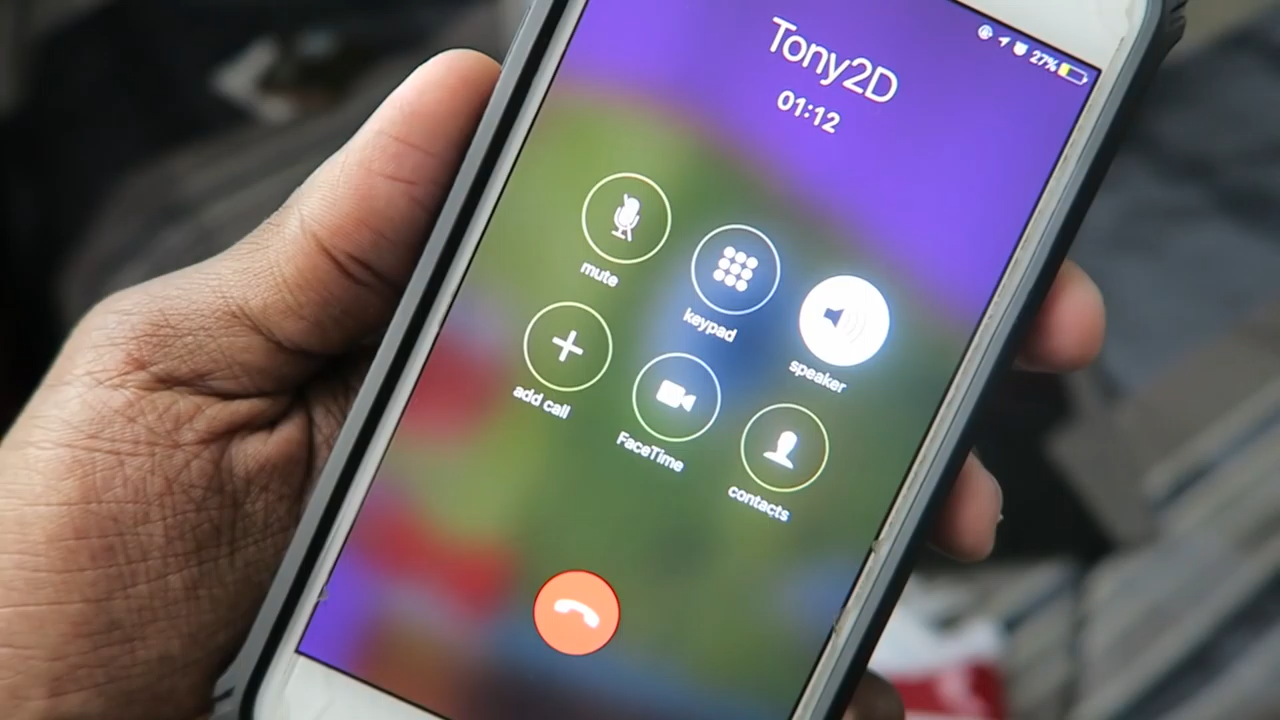 27%
Tony2D
01:12
mute
keypad
speaker
add call
FaceTime
contacts